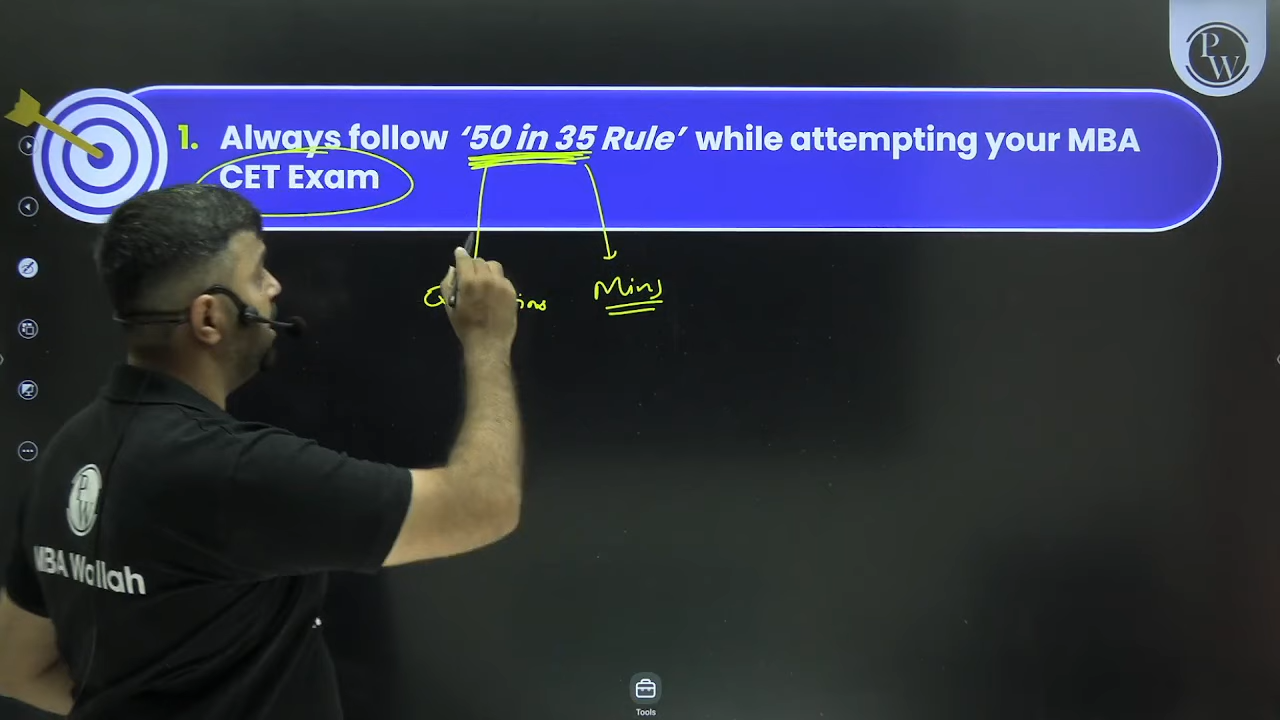 P
W
1. Always follow ‘50 in 35 Rule’ while attempting your MBA
CET Exam
Mins
P
W
MBA Wallah
Tools